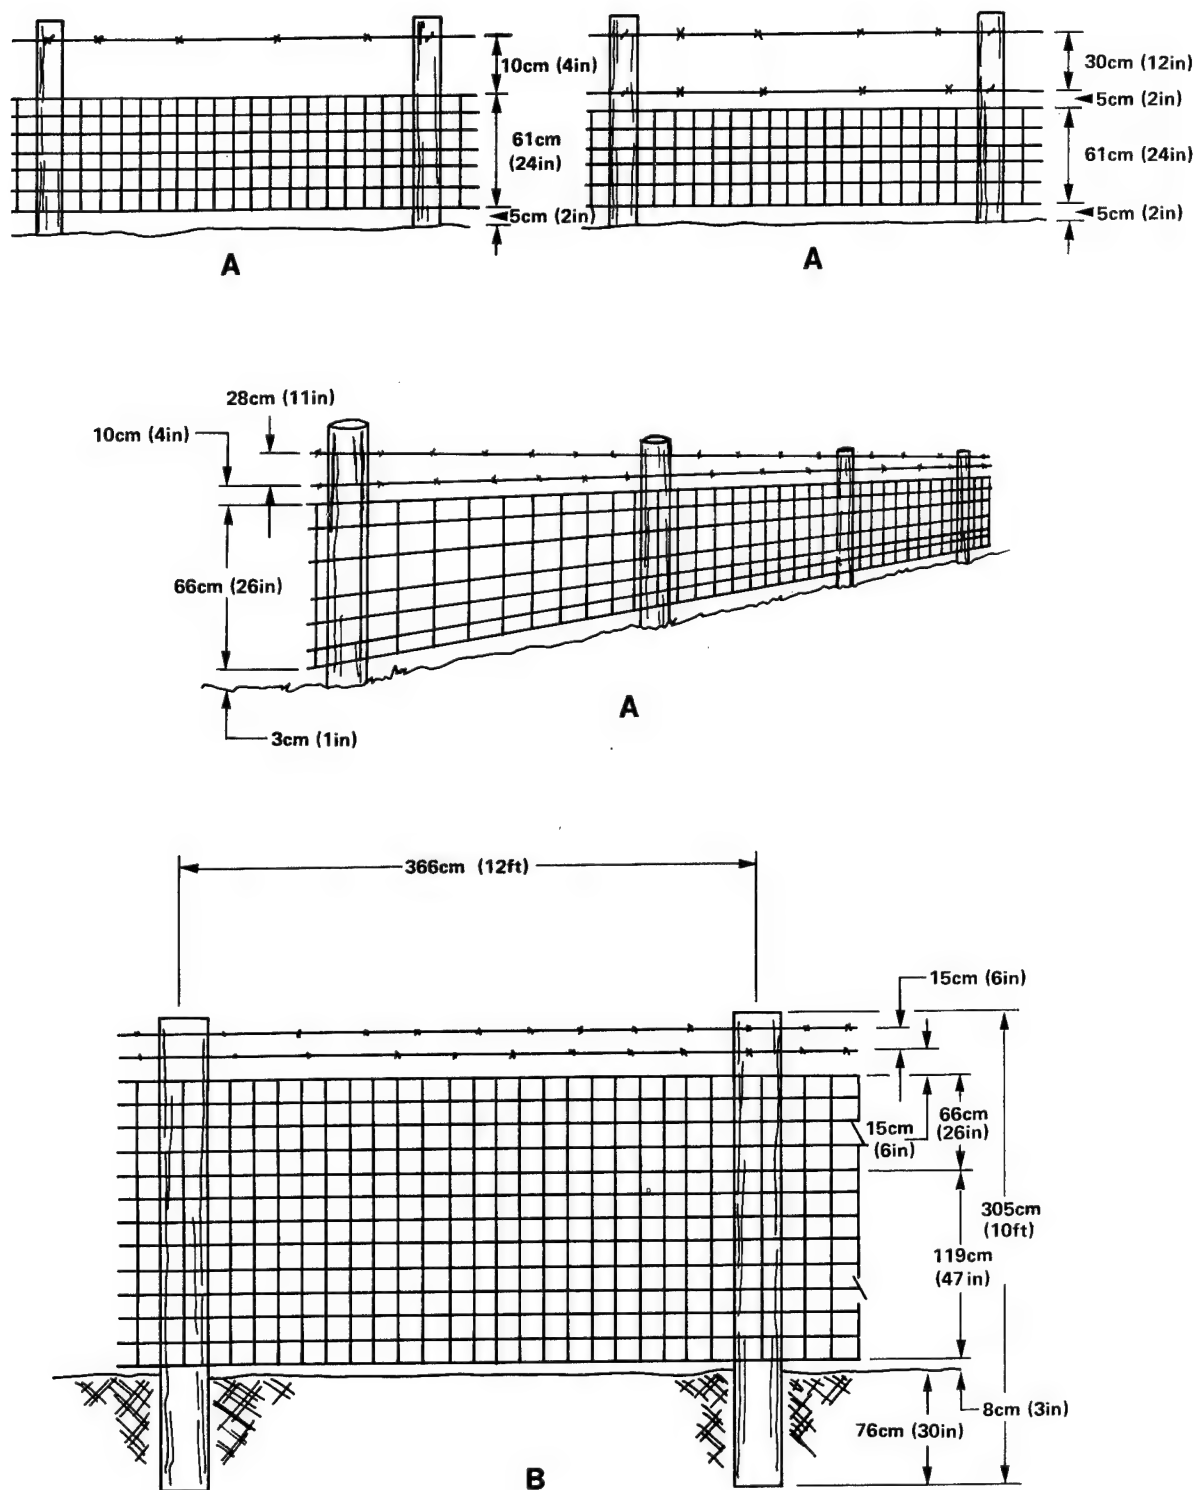 10cm (4in)
61cm
(24in)
5cm (2in)
A
30cm (12in)
5cm (2in)
61cm (24in)
5cm (2in)
A
28cm (11in)
10cm (4in)
66cm (26in)
3cm (1in)
A
366cm (12ft)
15cm (6in)
66cm
(26in)
15cm
(6in)
305cm
(10ft)
119cm
(47in)
8cm (3in)
76cm (30in)
B